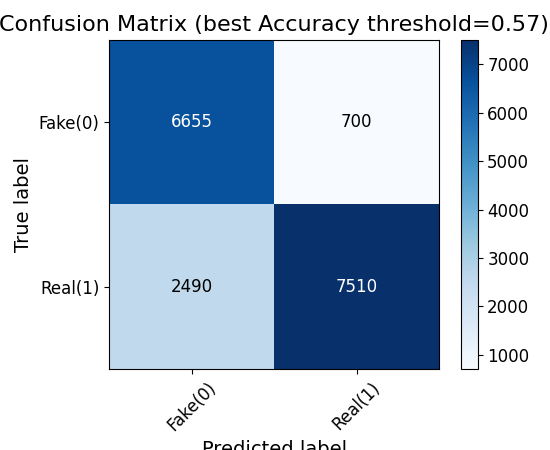 Confusion Matrix (best Accuracy threshold=0.57)
True label
Fake(0)
6655
700
Real(1)
2490
7510
Fake(0)
Real(1)
Predicted label
7000
6000
5000
4000
3000
2000
1000